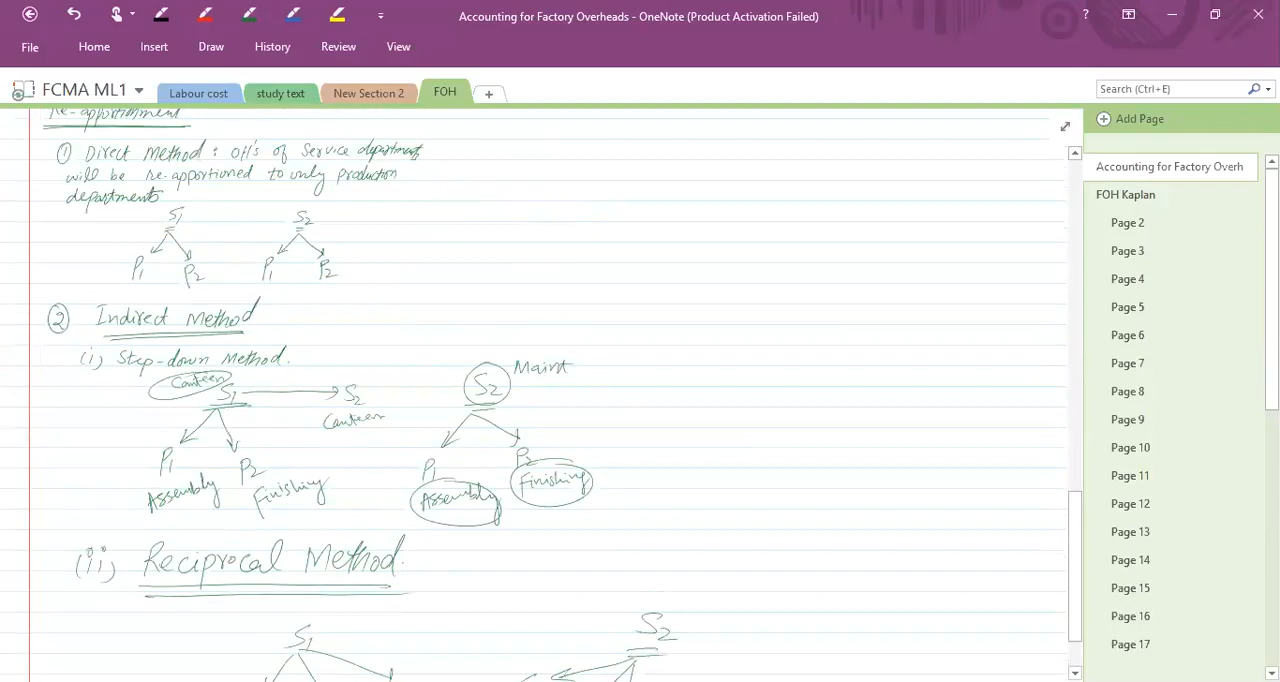 Accounting for Factory Overheads - OneNote (Product Activation Failed)
?
File Home Insert Draw History Review View
FCMA ML1
Labour cost
study text
New Section 2
FOH
Search (Ctrl+E)
Add Page
Accounting for Factory Overh
FOH Kaplan
Page 2
Page 3
Page 4
Page 5
Page 6
Page 7
Page 8
Page 9
Page 10
Page 11
Page 12
Page 13
Page 14
Page 15
Page 16
Page 17
Re-apportionment
① Direct Method: OH's of Service department
will be re-apportioned to only production
departments
S1 S2
P1 P2 P1 P2
② Indirect Method
(i) Step-down Method.
Canteen S1 S2 S2 Maint
Canteen
P1 P2 P1 P2
Assembly Finishing Assembly Finishing
(ii) Reciprocal Method.
S1 S2